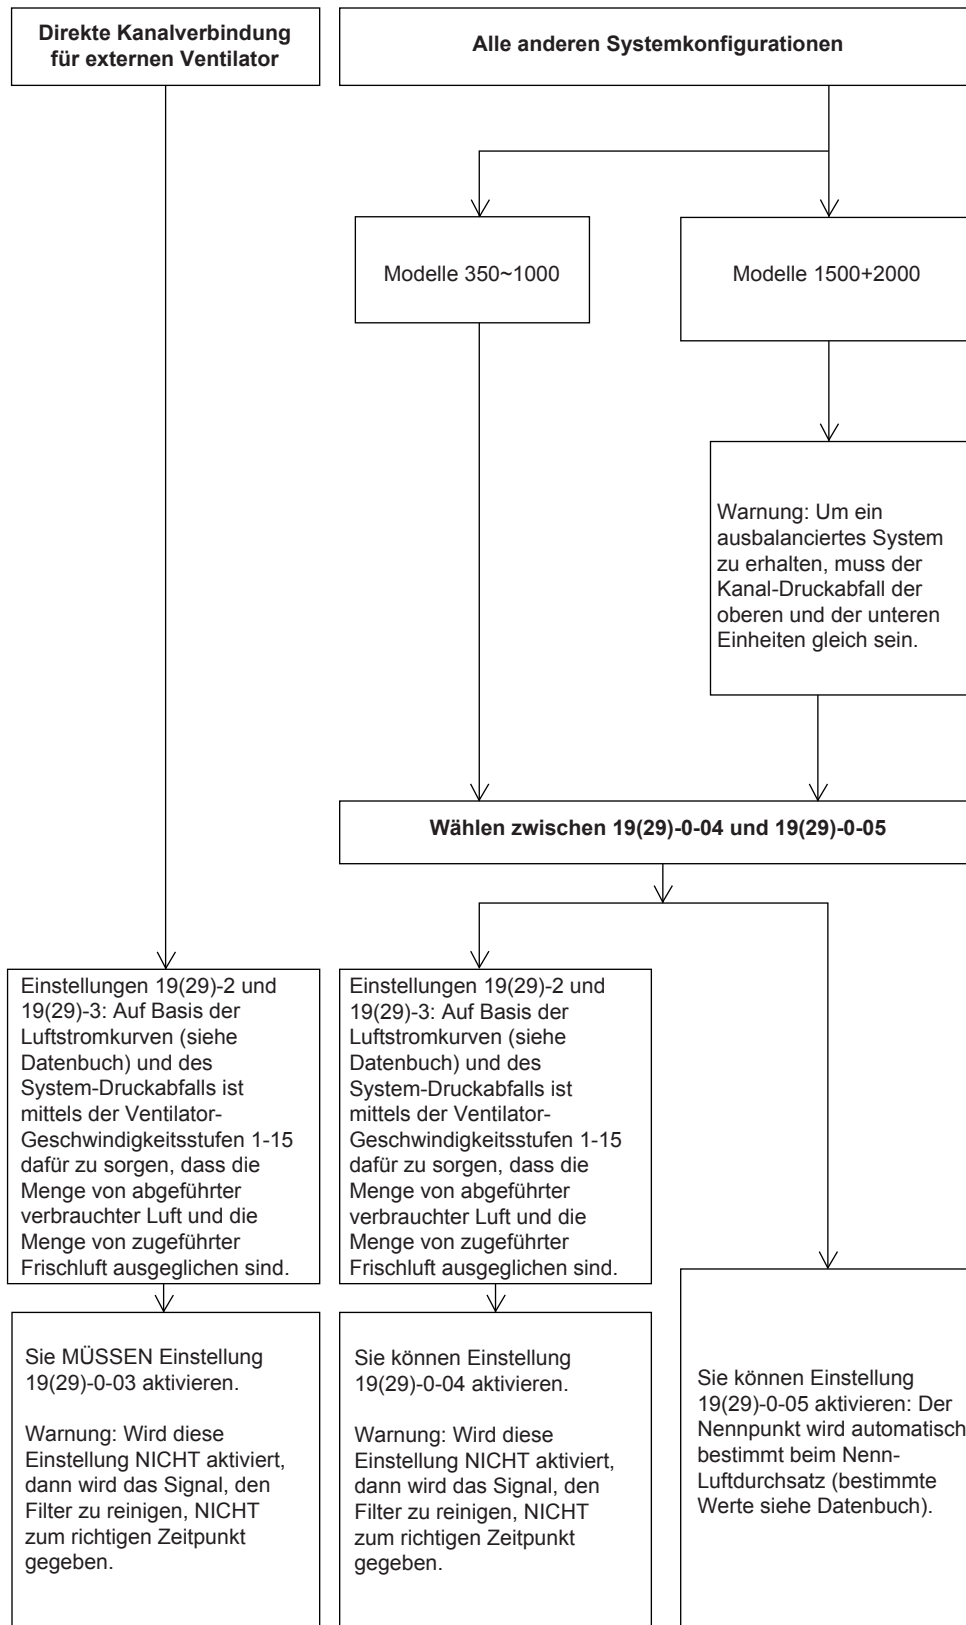 Direkte Kanalverbindung
für externen Ventilator
Alle anderen Systemkonfigurationen
Modelle 350~1000
Modelle 1500+2000
Warnung: Um ein
ausbalanciertes System
zu erhalten, muss der
Kanal-Druckabfall der
oberen und der unteren
Einheiten gleich sein.
Wählen zwischen 19(29)-0-04 und 19(29)-0-05
Einstellungen 19(29)-2 und
19(29)-3: Auf Basis der
Luftstromkurven (siehe
Datenbuch) und des
System-Druckabfalls ist
mittels der Ventilator-
Geschwindigkeitsstufen 1-15
dafür zu sorgen, dass die
Menge von abgeführter
verbrauchter Luft und die
Menge von zugeführter
Frischluft ausgeglichen sind.
Einstellungen 19(29)-2 und
19(29)-3: Auf Basis der
Luftstromkurven (siehe
Datenbuch) und des
System-Druckabfalls ist
mittels der Ventilator-
Geschwindigkeitsstufen 1-15
dafür zu sorgen, dass die
Menge von abgeführter
verbrauchter Luft und die
Menge von zugeführter
Frischluft ausgeglichen sind.
Sie MÜSSEN Einstellung
19(29)-0-03 aktivieren.
Warnung: Wird diese
Einstellung NICHT aktiviert,
dann wird das Signal, den
Filter zu reinigen, NICHT
zum richtigen Zeitpunkt
gegeben.
Sie können Einstellung
19(29)-0-04 aktivieren.
Warnung: Wird diese
Einstellung NICHT aktiviert,
dann wird das Signal, den
Filter zu reinigen, NICHT
zum richtigen Zeitpunkt
gegeben.
Sie können Einstellung
19(29)-0-05 aktivieren: Der
Nennpunkt wird automatisch
bestimmt beim Nenn-
Luftdurchsatz (bestimmte
Werte siehe Datenbuch).